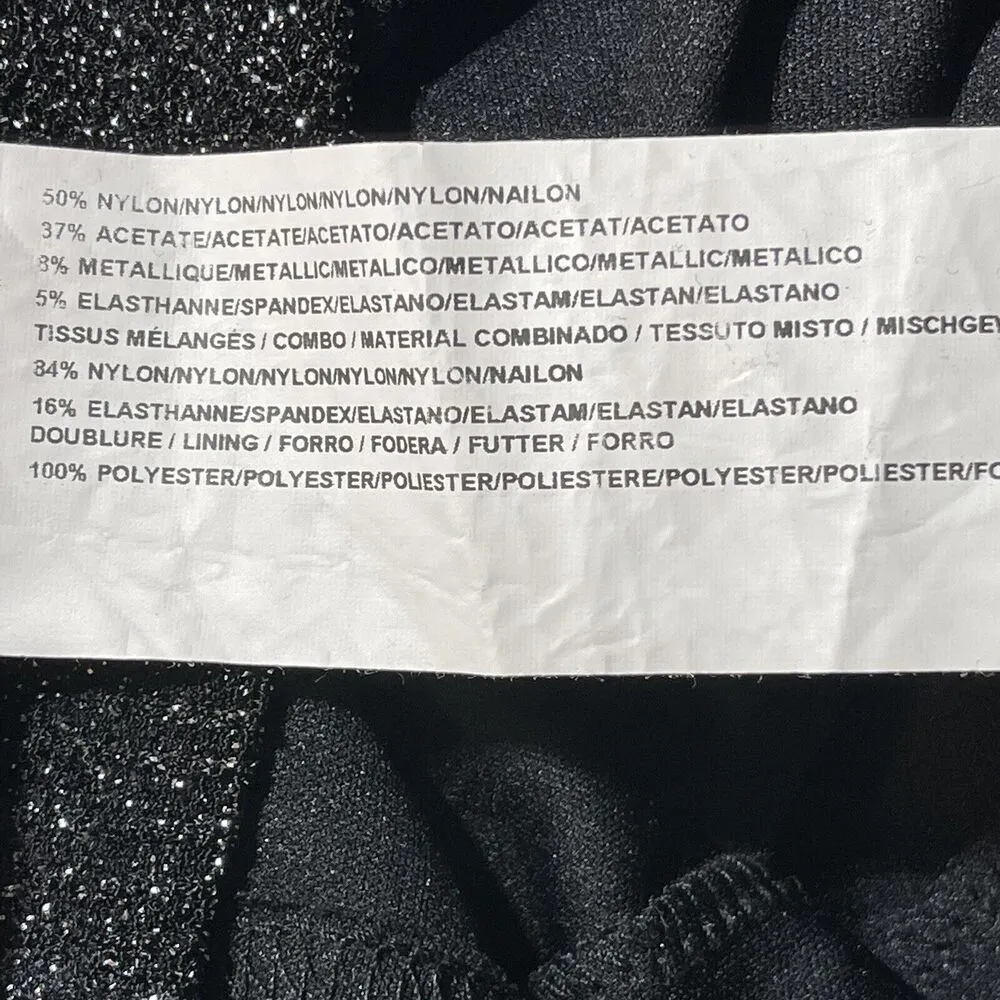 50% NYLON/NYLON/NYLON/NYLON/NYLON/NAILON
37% ACETATE/ACETATE/ACETATO/ACETATO/ACETAT/ACETATO
8% METALLIQUE/METALLIC/METALICO/METALLICO/METALLIC/METALICO
5% ELASTHANNE/SPANDEX/ELASTANO/ELASTAM/ELASTAN/ELASTANO
TISSUS MÉLANGÉS / COMBO / MATERIAL COMBINADO / TESSUTO MISTO /
84% NYLON/NYLON/NYLON/NYLON/NYLON/NAILON
16% ELASTHANNE/SPANDEX/ELASTANO/ELASTAM/ELASTAN/ELASTANO
DOUBLURE / LINING / FORRO / FODERA / FUTTER / FORRO
100% POLYESTER/POLYESTER/POLIESTER/POLIESTERE/POLYESTER/POLIESTER/